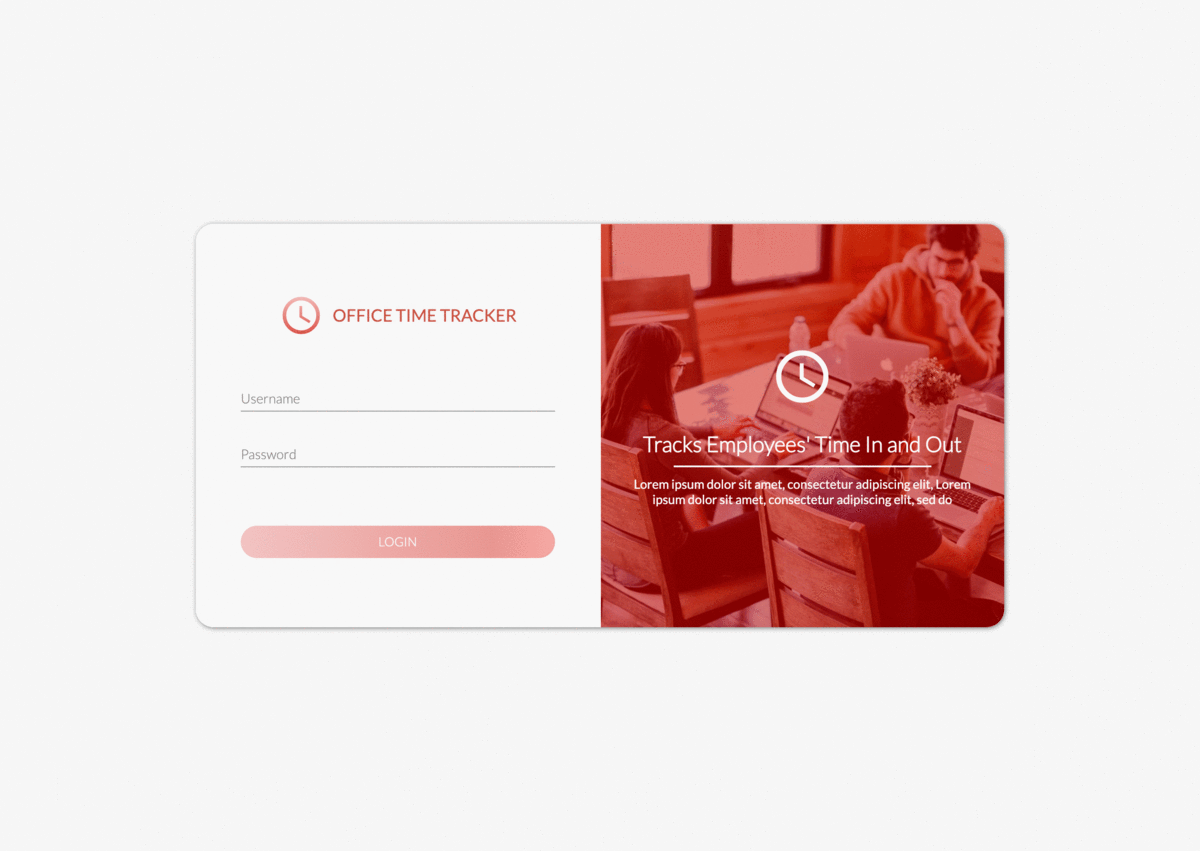 OFFICE TIME TRACKER
Username
Password
LOGIN
Tracks Employees' Time In and Out
Lorem ipsum dolor sit amet, consectetur adipiscing elit, Lorem
ipsum dolor sit amet, consectetur adipiscing elit, sed do